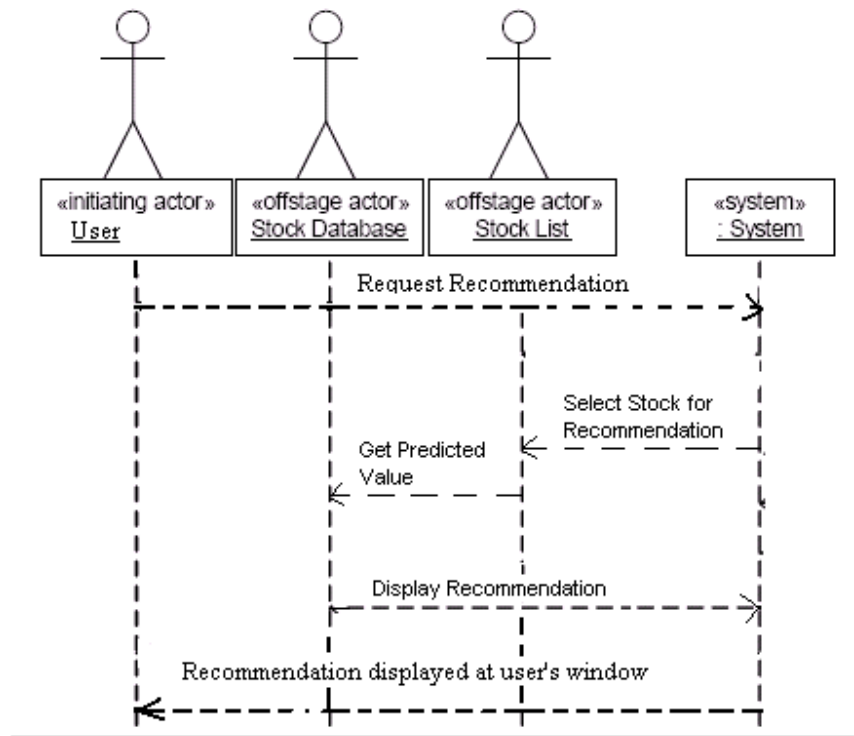 «initiating actor»
User
«offstage actor»
Stock Database
«offstage actor»
Stock List
«system»
: System
Request Recommendation
Select Stock for
Recommendation
Get Predicted
Value
Display Recommendation
Recommendation displayed at user's window